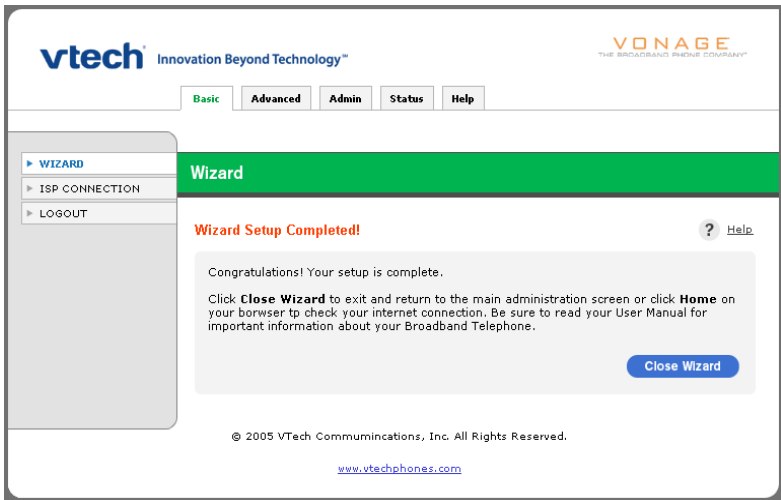 vtech Innovation Beyond Technology℠
VONAGE
THE BROADBAND PHONE COMPANY
Basic Advanced Admin Status Help
WIZARD
ISP CONNECTION
LOGOUT
Wizard
Wizard Setup Completed!
? Help
Congratulations! Your setup is complete.
Click Close Wizard to exit and return to the main administration screen or click Home on
your borwser tp check your internet connection. Be sure to read your User Manual for
important information about your Broadband Telephone.
Close Wizard
© 2005 VTech Commumincations, Inc. All Rights Reserved.
www.vtechphones.com